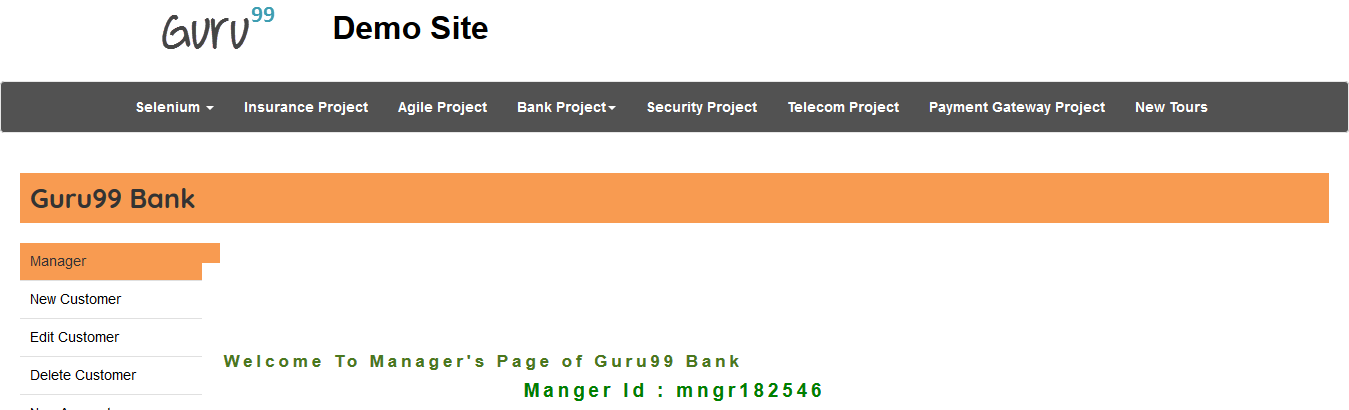 Guru99 Demo Site
Selenium Insurance Project Agile Project Bank Project Security Project Telecom Project Payment Gateway Project New Tours
Guru99 Bank
Manager
New Customer
Edit Customer
Delete Customer
Welcome To Manager's Page of Guru99 Bank
Manger Id : mngr182546